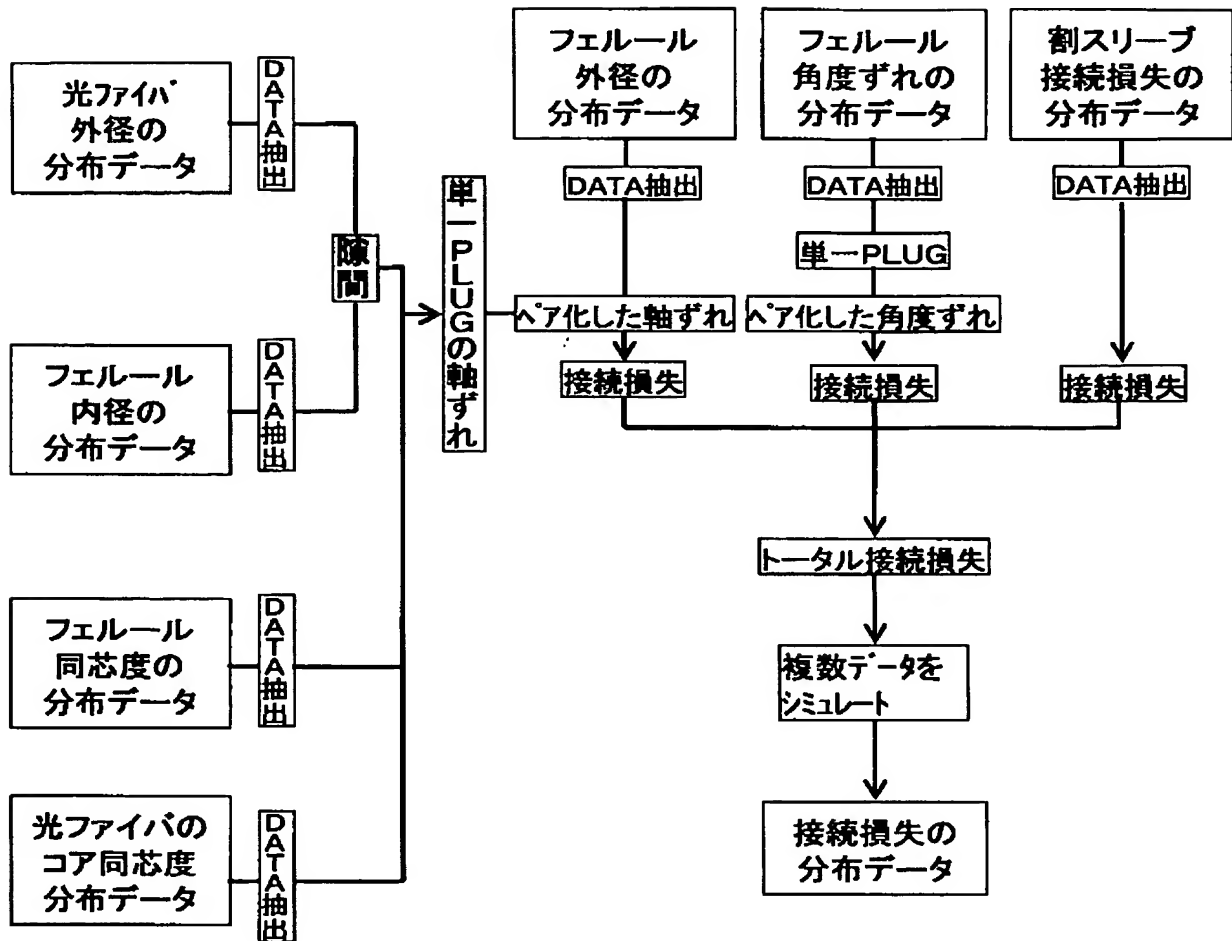 光ファイバ
外径の
分布データ
DATA抽出
フェルール
内径の
分布データ
DATA抽出
隙間
フェルール
同芯度の
分布データ
DATA抽出
光ファイバの
コア同芯度
分布データ
DATA抽出
単一PLUGの軸ずれ
フェルール
外径の
分布データ
DATA抽出
ペア化した軸ずれ
接続損失
フェルール
角度ずれの
分布データ
DATA抽出
単一PLUG
ペア化した角度ずれ
接続損失
割スリーブ
接続損失の
分布データ
DATA抽出
接続損失
トータル接続損失
複数データを
シミュレート
接続損失の
分布データ